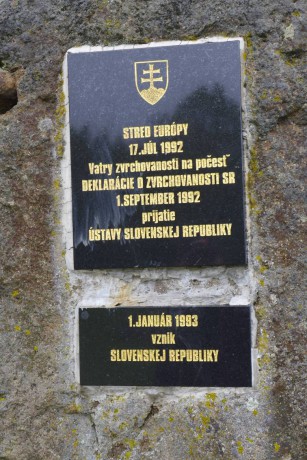 STRED EURÓPY
17. JÚL 1992
Vatry zvrchovanosti na počesť
DEKLARÁCIE O ZVRCHOVANOSTI SR
1. SEPTEMBER 1992
prijatie
ÚSTAVY SLOVENSKEJ REPUBLIKY
1. JANUÁR 1993
vznik
SLOVENSKEJ REPUBLIKY